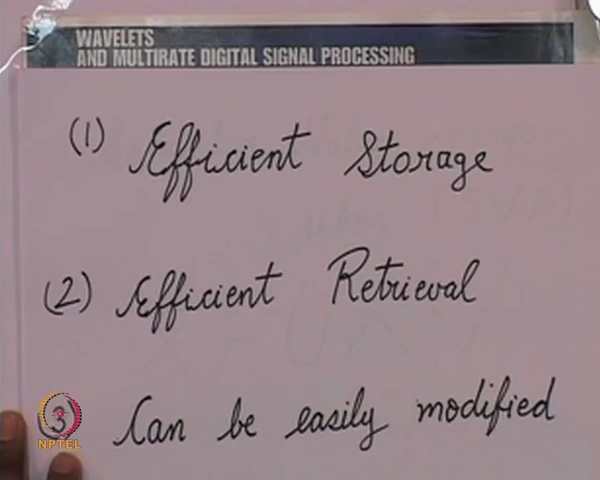 WAVELETS
AND MULTIRATE DIGITAL SIGNAL PROCESSING
(1) Efficient Storage
(2) Efficient Retrieval
Can be easily modified
NPTEL